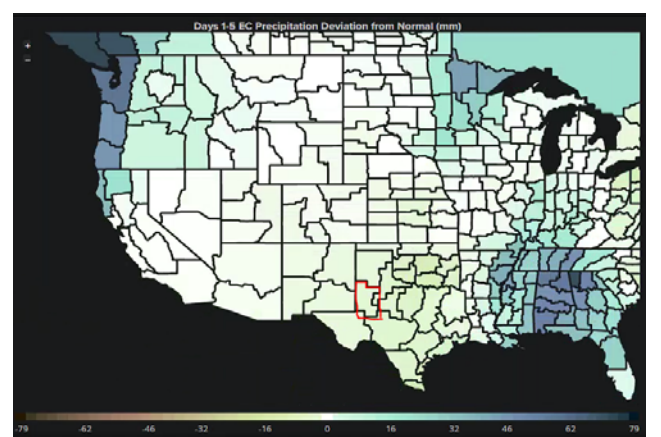 Days 1-5 EC Precipitation Deviation from Normal (mm)
+
−
-79 -62 -46 -32 -16 0 16 32 46 62 79